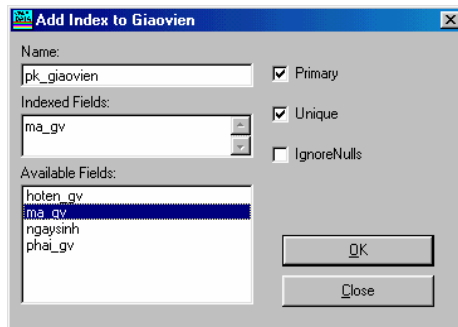 Add Index to Giaovien
Name:
pk_giaovien
Primary
Indexed Fields:
ma_gv
Unique
IgnoreNulls
Available Fields:
hoten_gv
ma_gv
ngaysinh
phai_gv
OK
Close